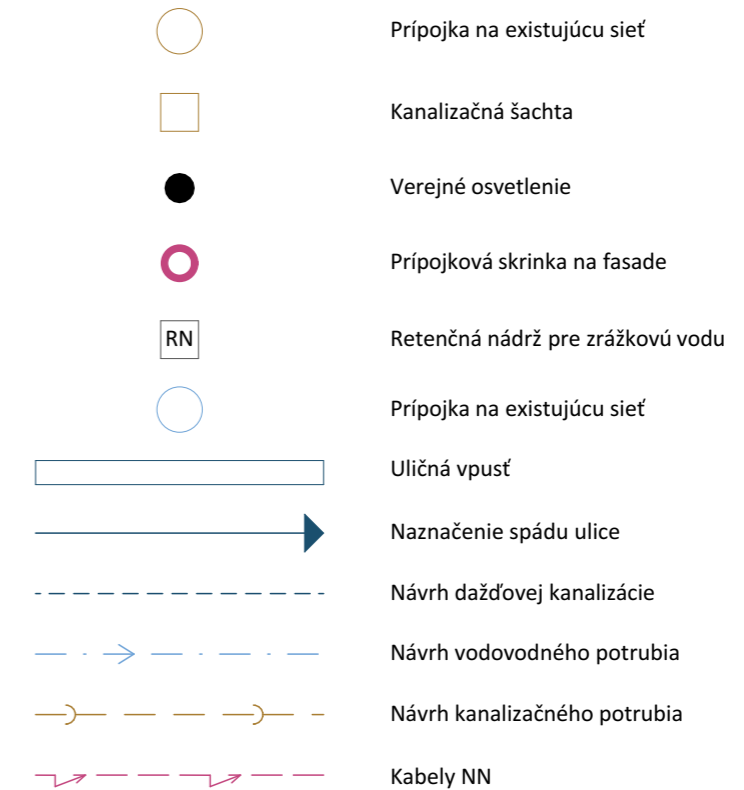 Prípojka na existujúcu sieť
Kanalizačná šachta
Verejné osvetlenie
Prípojková skrinka na fasade
RN Retenčná nádrž pre zrážkovú vodu
Prípojka na existujúcu sieť
Uličná vpusť
Naznačenie spádu ulice
Návrh dažďovej kanalizácie
Návrh vodovodného potrubia
Návrh kanalizačného potrubia
Kabely NN